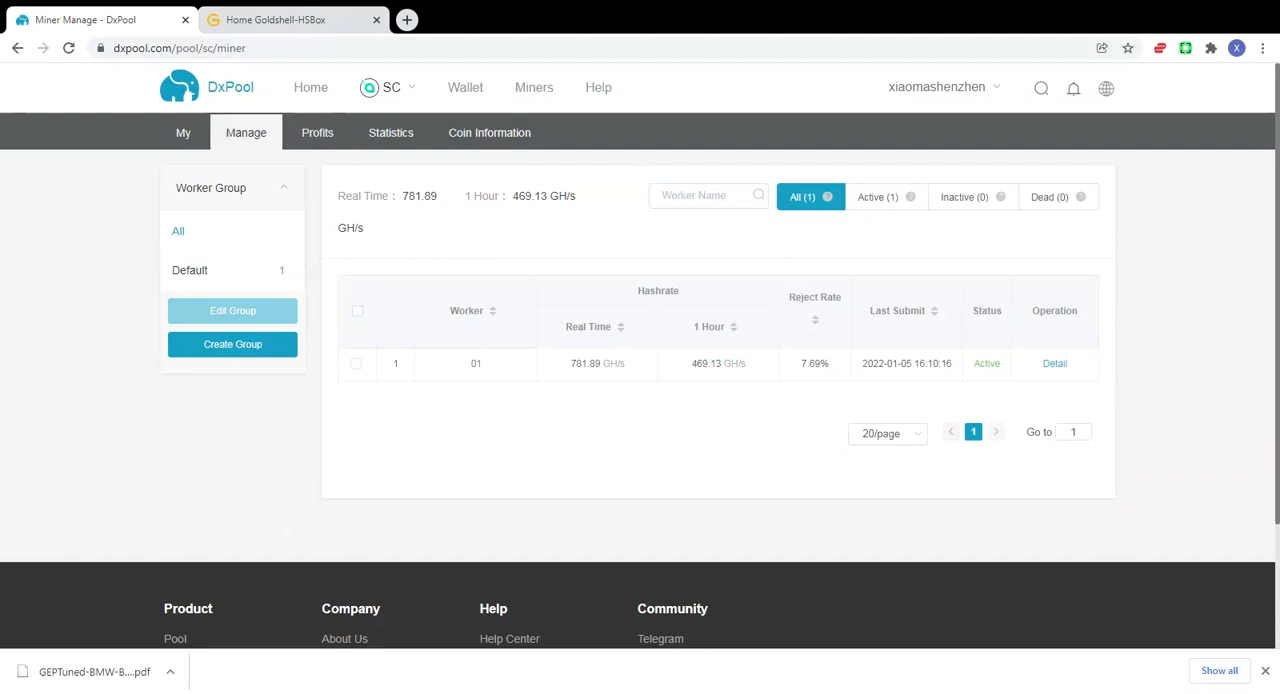 Miner Manage - DxPool
Home Goldshell-HSBox
dxpool.com/pool/sc/miner
X
DxPool
Home
SC
Wallet
Miners
Help
xiaomashenzhen
My
Manage
Profits
Statistics
Coin Information
Worker Group
All
Default 1
Edit Group
Create Group
Real Time : 781.89 1 Hour : 469.13 GH/s
GH/s
Worker Name
All (1) ?
Active (1) ?
Inactive (0) ?
Dead (0) ?
Worker
Hashrate
Real Time
1 Hour
Reject Rate
Last Submit
Status
Operation
1 01 781.89 GH/s 469.13 GH/s 7.69% 2022-01-05 16:10:16 Active Detail
20/page
1
Go to 1
Product Company Help Community
Pool About Us Help Center Telegram
GEPTuned-BMW-B....pdf
Show all